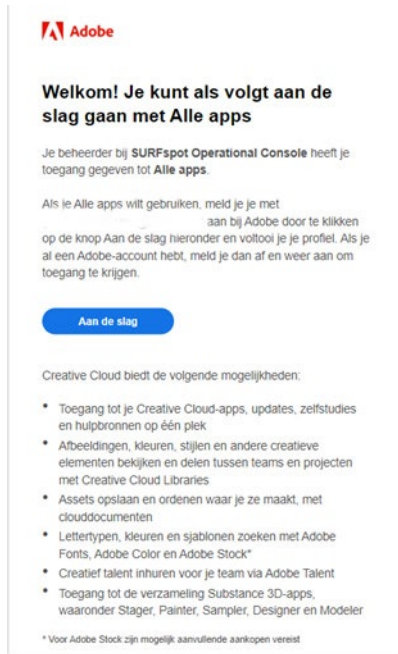 Adobe
Welkom! Je kunt als volgt aan de
slag gaan met Alle apps
Je beheerder bij SURFspot Operational Console heeft je
toegang gegeven tot Alle apps.
Als je Alle apps wilt gebruiken, meld je je met
aan bij Adobe door te klikken
op de knop Aan de slag hieronder en voltooi je je profiel. Als je
al een Adobe-account hebt, meld je dan af en weer aan om
toegang te krijgen.
Aan de slag
Creative Cloud biedt de volgende mogelijkheden:
* Toegang tot je Creative Cloud-apps, updates, zelfstudies
en hulpbronnen op één plek
* Afbeeldingen, kleuren, stijlen en andere creatieve
elementen bekijken en delen tussen teams en projecten
met Creative Cloud Libraries
* Assets opslaan en ordenen waar je ze maakt, met
clouddocumenten
* Lettertypen, kleuren en sjablonen zoeken met Adobe
Fonts, Adobe Color en Adobe Stock*
* Creatief talent inhuren voor je team via Adobe Talent
* Toegang tot de verzameling Substance 3D-apps,
waaronder Stager, Painter, Sampler, Designer en Modeler
* Voor Adobe Stock zijn mogelijk aanvullende aankopen vereist